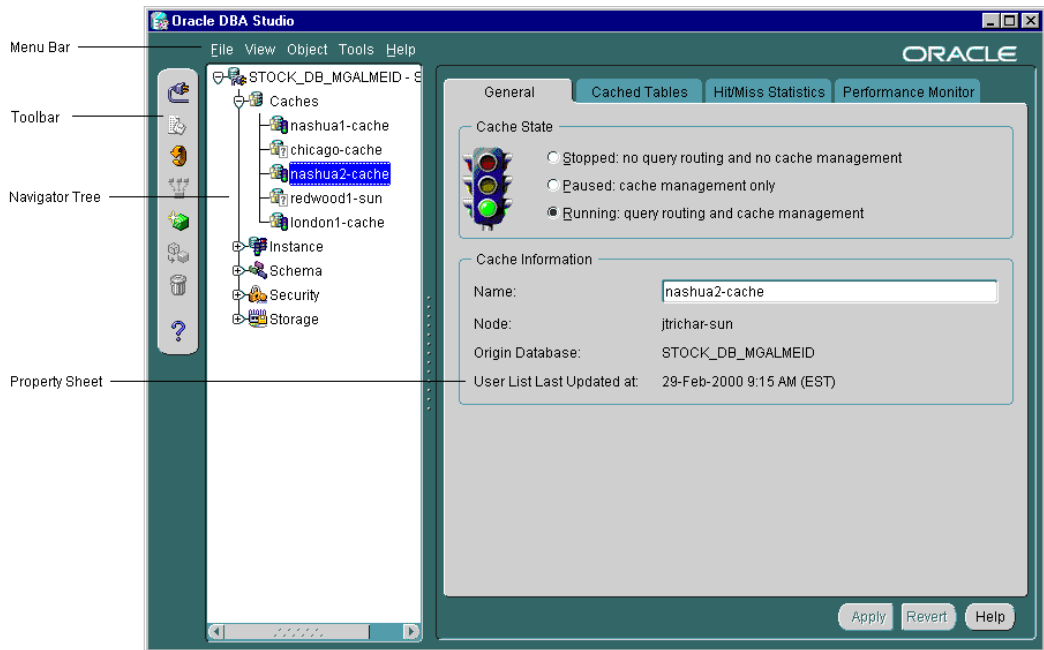 Oracle DBA Studio
Menu Bar
File View Object Tools Help
ORACLE
Toolbar
Navigator Tree
Property Sheet
STOCK_DB_MGALMEID - S
Caches
nashua1-cache
chicago-cache
nashua2-cache
redwood1-sun
london1-cache
Instance
Schema
Security
Storage
General Cached Tables Hit/Miss Statistics Performance Monitor
Cache State
Stopped: no query routing and no cache management
Paused: cache management only
Running: query routing and cache management
Cache Information
Name: nashua2-cache
Node: jtrichar-sun
Origin Database: STOCK_DB_MGALMEID
User List Last Updated at: 29-Feb-2000 9:15 AM (EST)
Apply Revert Help